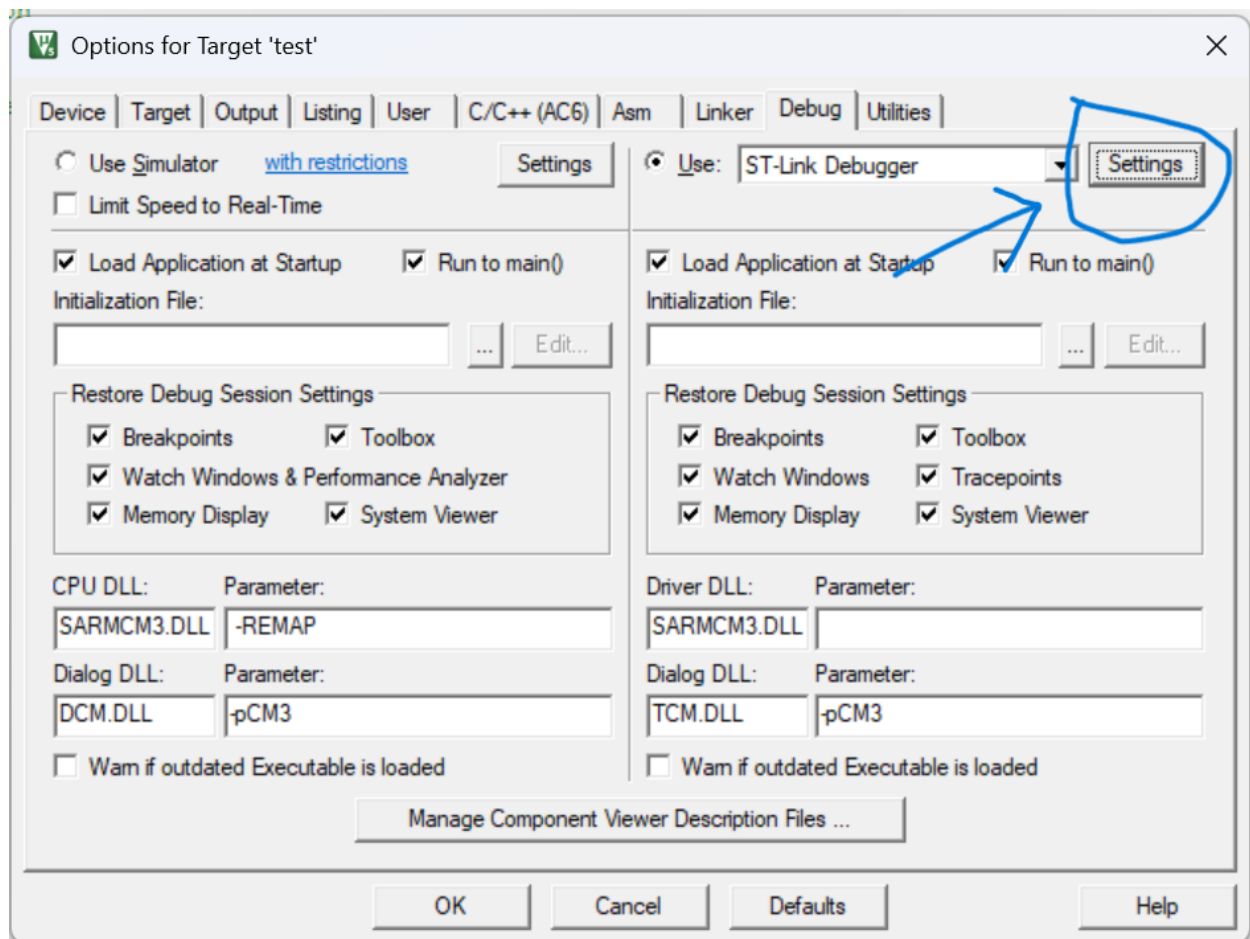 Options for Target 'test'
Device Target Output Listing User C/C++ (AC6) Asm Linker Debug Utilities
Use Simulator with restrictions Settings Use: ST-Link Debugger Settings
Limit Speed to Real-Time
Load Application at Startup Run to main() Load Application at Startup Run to main()
Initialization File: Initialization File:
... Edit... ... Edit...
Restore Debug Session Settings Restore Debug Session Settings
Breakpoints Toolbox Breakpoints Toolbox
Watch Windows & Performance Analyzer Watch Windows Tracepoints
Memory Display System Viewer Memory Display System Viewer
CPU DLL: Parameter: Driver DLL: Parameter:
SARMCM3.DLL -REMAP SARMCM3.DLL
Dialog DLL: Parameter: Dialog DLL: Parameter:
DCM.DLL -pCM3 TCM.DLL -pCM3
Warn if outdated Executable is loaded Warn if outdated Executable is loaded
Manage Component Viewer Description Files ...
OK Cancel Defaults Help